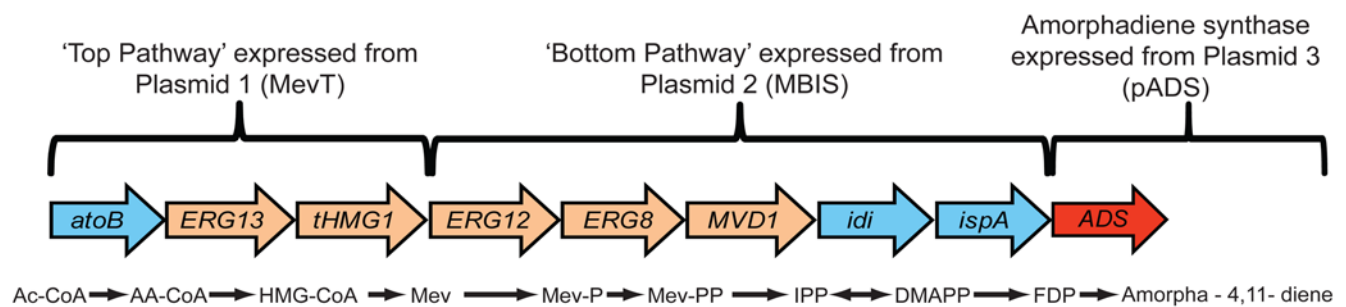 'Top Pathway' expressed from
Plasmid 1 (MevT)
'Bottom Pathway' expressed from
Plasmid 2 (MBIS)
Amorphadiene synthase
expressed from Plasmid 3
(pADS)
atoB ERG13 tHMG1 ERG12 ERG8 MVD1 idi ispA ADS
Ac-CoA AA-CoA HMG-CoA Mev Mev-P Mev-PP IPP DMAPP FDP Amorpha - 4,11- diene